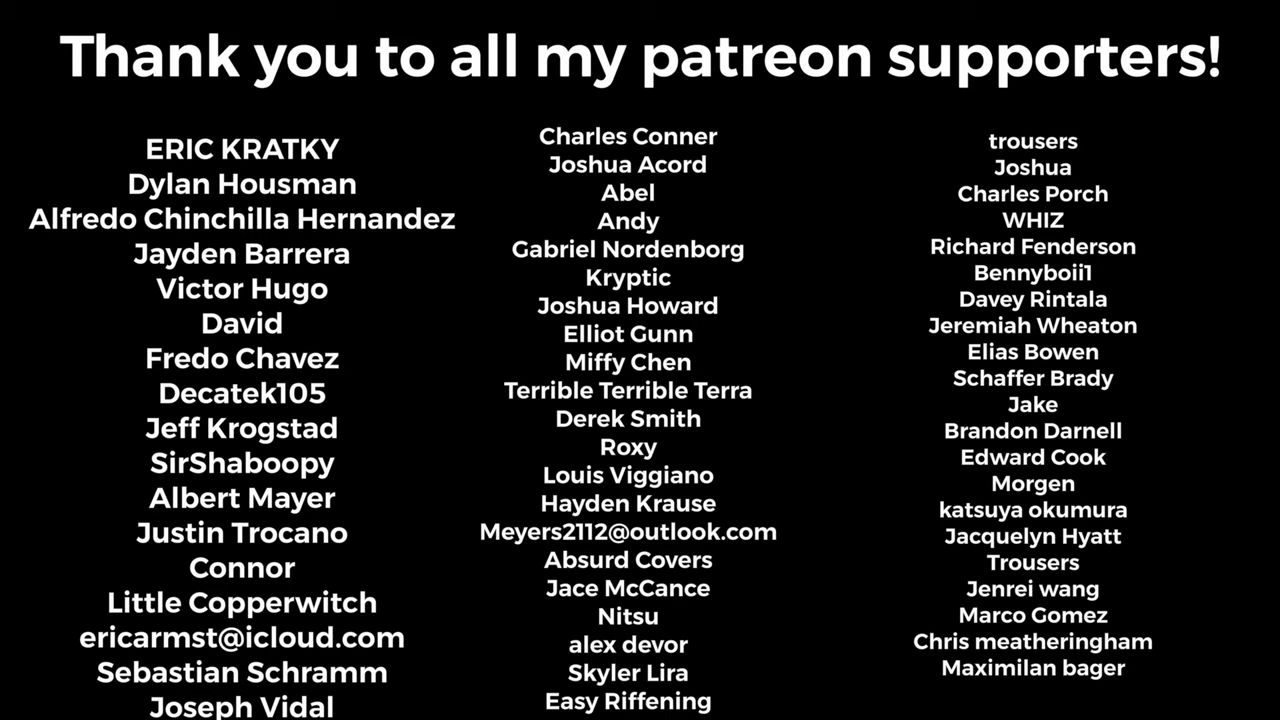 Thank you to all my patreon supporters!
ERIC KRATKY
Dylan Housman
Alfredo Chinchilla Hernandez
Jayden Barrera
Victor Hugo
David
Fredo Chavez
Decatek105
Jeff Krogstad
SirShaboopy
Albert Mayer
Justin Trocano
Connor
Little Copperwitch
ericarmst@icloud.com
Sebastian Schramm
Joseph Vidal
Charles Conner
Joshua Acord
Abel
Andy
Gabriel Nordenborg
Kryptic
Joshua Howard
Elliot Gunn
Miffy Chen
Terrible Terrible Terra
Derek Smith
Roxy
Louis Viggiano
Hayden Krause
Meyers2112@outlook.com
Absurd Covers
Jace McCance
Nitsu
alex devor
Skyler Lira
Easy Riffening
trousers
Joshua
Charles Porch
WHIZ
Richard Fenderson
Bennyboii1
Davey Rintala
Jeremiah Wheaton
Elias Bowen
Schaffer Brady
Jake
Brandon Darnell
Edward Cook
Morgen
katsuya okumura
Jacquelyn Hyatt
Trousers
Jenrei wang
Marco Gomez
Chris meatheringham
Maximilan bager